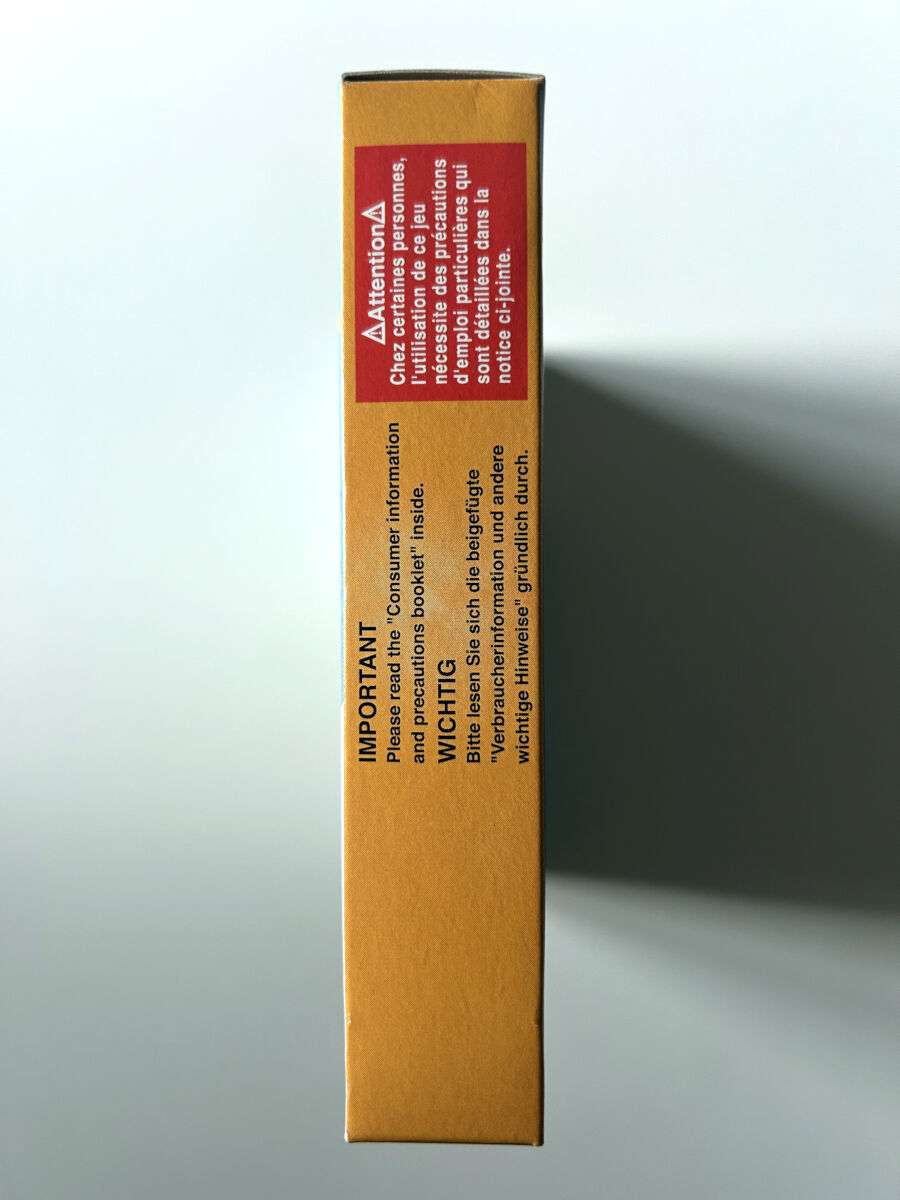 IMPORTANT
Please read the "Consumer information
and precautions booklet" inside.
WICHTIG
Bitte lesen Sie sich die beigefügte
"Verbraucherinformation und andere
wichtige Hinweise" gründlich durch.
⚠Attention⚠
Chez certaines personnes,
l'utilisation de ce jeu
nécessite des précautions
d'emploi particulières qui
sont détaillées dans la
notice ci-jointe.